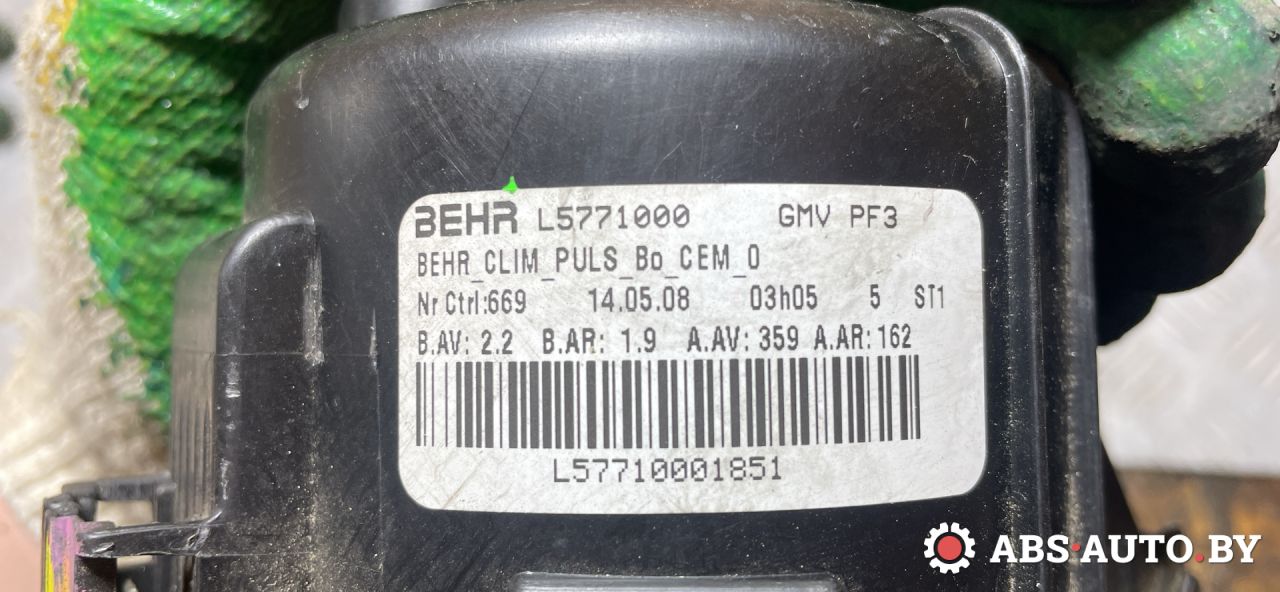 BEHR L5771000 GMV PF3
BEHR_CLIM_PULS_Bo_CEM_0
Nr Ctrl:669 14.05.08 03h05 5 ST1
B.AV: 2.2 B.AR: 1.9 A.AV: 359 A.AR: 162
L57710001851
ABS·AUTO.BY